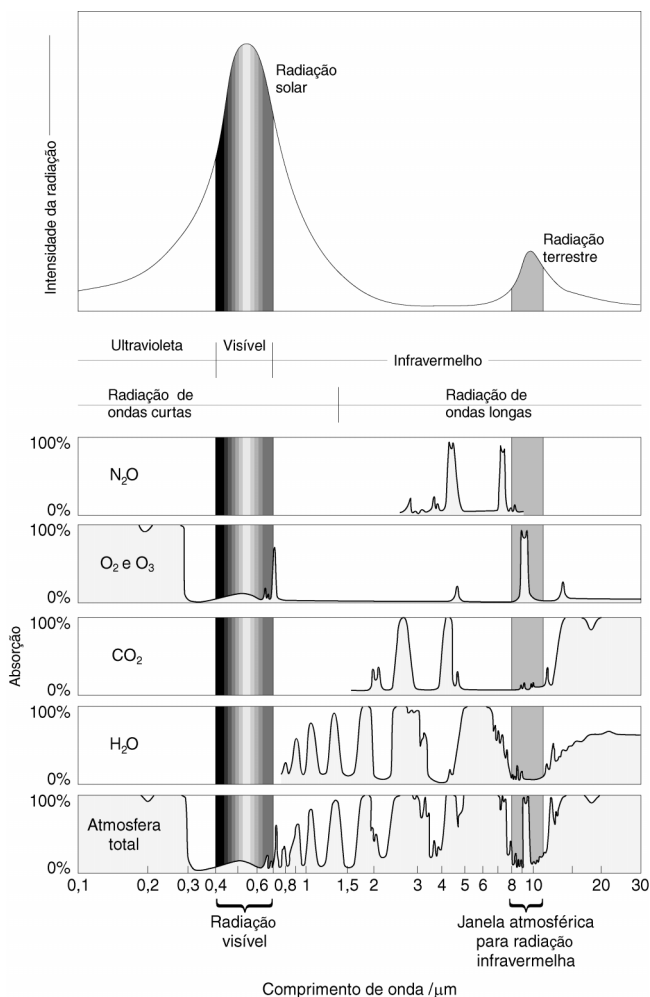 Intensidade da radiação
Radiação
solar
Radiação
terrestre
Ultravioleta
Visível
Infravermelho
Radiação de
ondas curtas
Radiação de
ondas longas
Absorção
100%
N₂O
0%
100%
O₂ e O₃
0%
100%
CO₂
0%
100%
H₂O
0%
100%
Atmosfera
total
0%
0,1 0,2 0,3 0,4 0,6 0,8 1 1,5 2 3 4 5 6 8 10 20 30
Radiação
visível
Janela atmosférica
para radiação
infravermelha
Comprimento de onda /μm